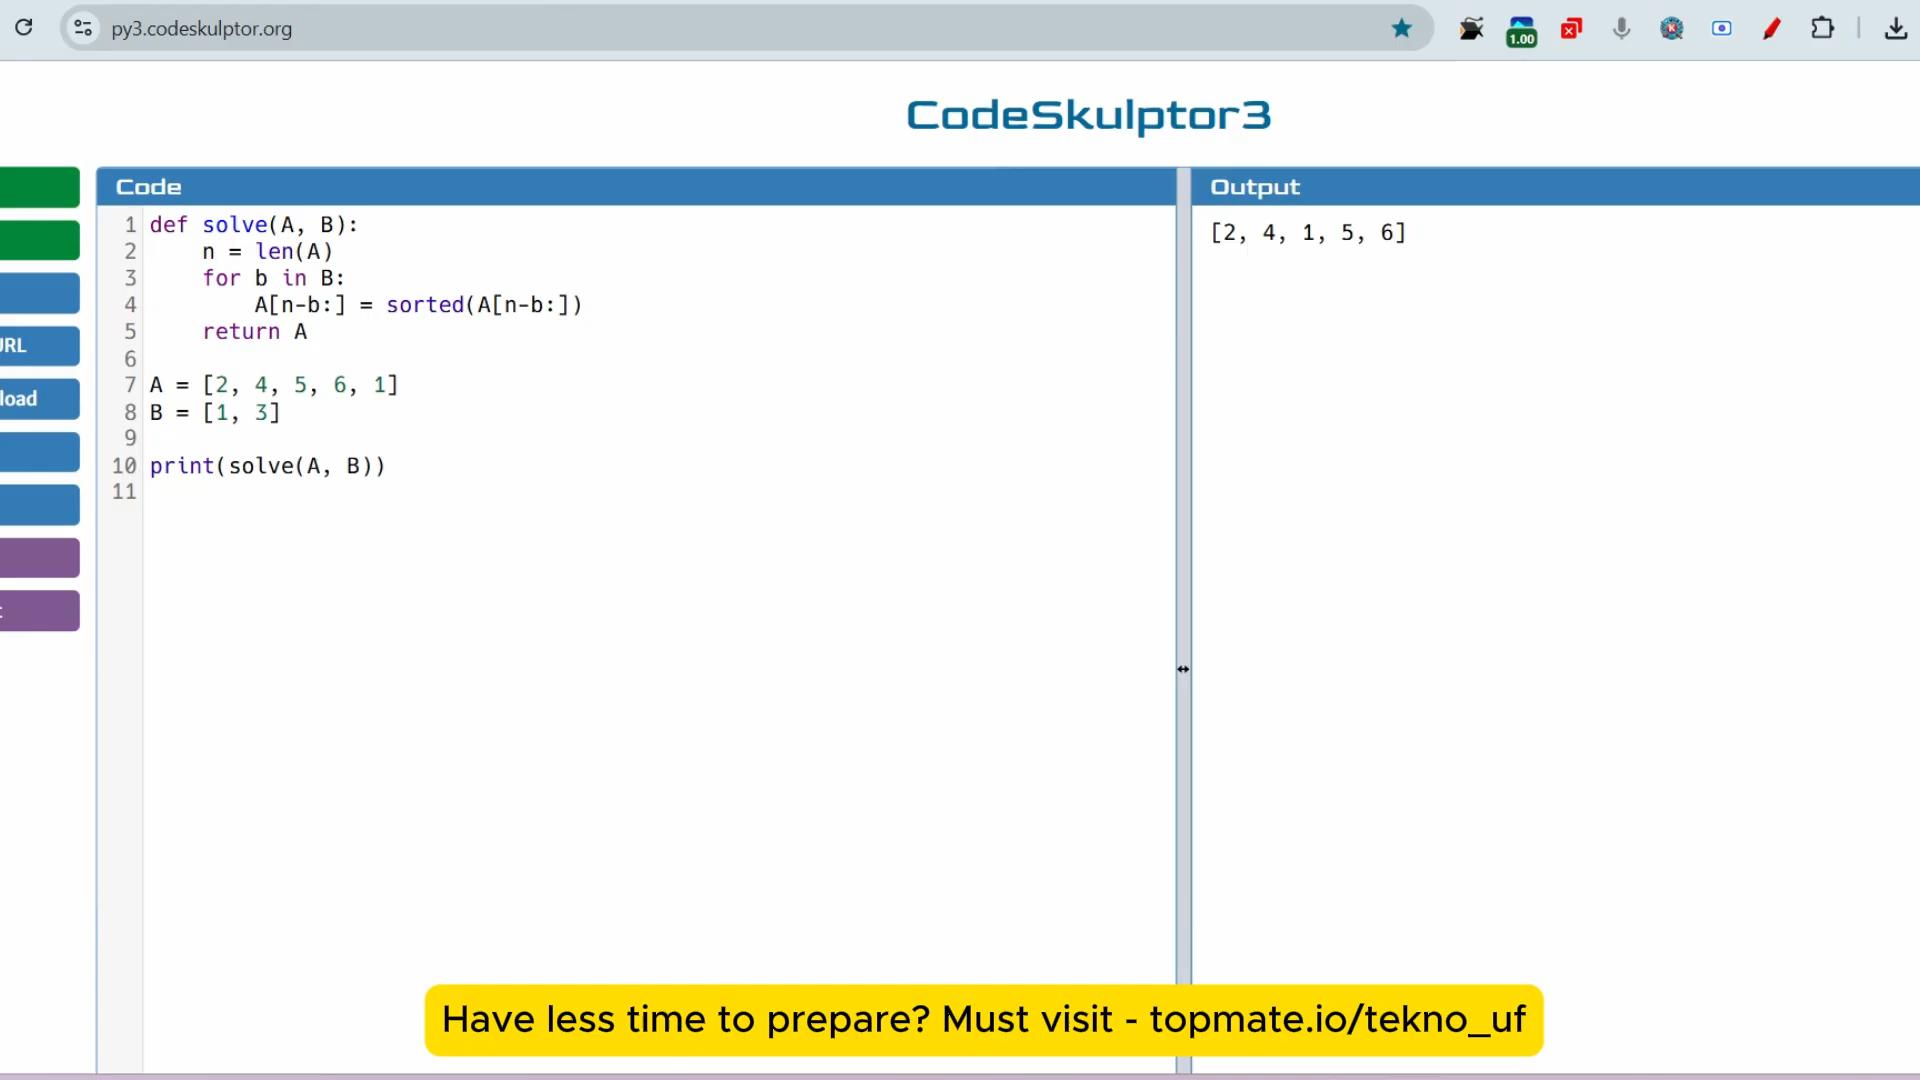 py3.codeskulptor.org
1.00
CodeSkulptor3
Code
Output
1 def solve(A, B):
2     n = len(A)
3     for b in B:
4         A[n-b:] = sorted(A[n-b:])
5     return A
6
7 A = [2, 4, 5, 6, 1]
8 B = [1, 3]
9
10 print(solve(A, B))
11
[2, 4, 1, 5, 6]
URL
load
Have less time to prepare? Must visit - topmate.io/tekno_uf